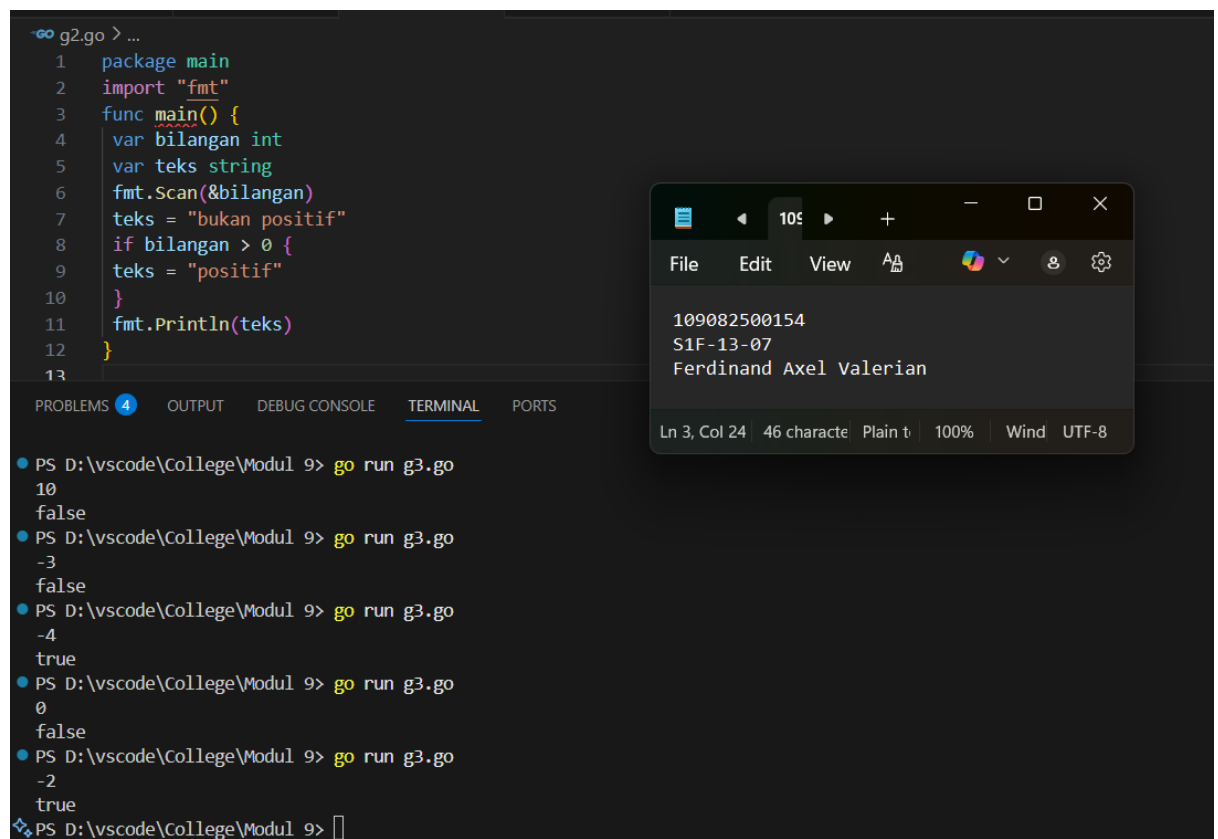 GO g2.go > ...
1 package main
2 import "fmt"
3 func main() {
4 var bilangan int
5 var teks string
6 fmt.Scan(&bilangan)
7 teks = "bukan positif"
8 if bilangan > 0 {
9 teks = "positif"
10 }
11 fmt.Println(teks)
12 }
13
109
File Edit View
109082500154
S1F-13-07
Ferdinand Axel Valerian
Ln 3, Col 24 46 characte Plain t 100% Wind UTF-8
PROBLEMS 4 OUTPUT DEBUG CONSOLE TERMINAL PORTS
PS D:\vscode\College\Modul 9> go run g3.go
10
false
PS D:\vscode\College\Modul 9> go run g3.go
-3
false
PS D:\vscode\College\Modul 9> go run g3.go
-4
true
PS D:\vscode\College\Modul 9> go run g3.go
0
false
PS D:\vscode\College\Modul 9> go run g3.go
-2
true
PS D:\vscode\College\Modul 9>